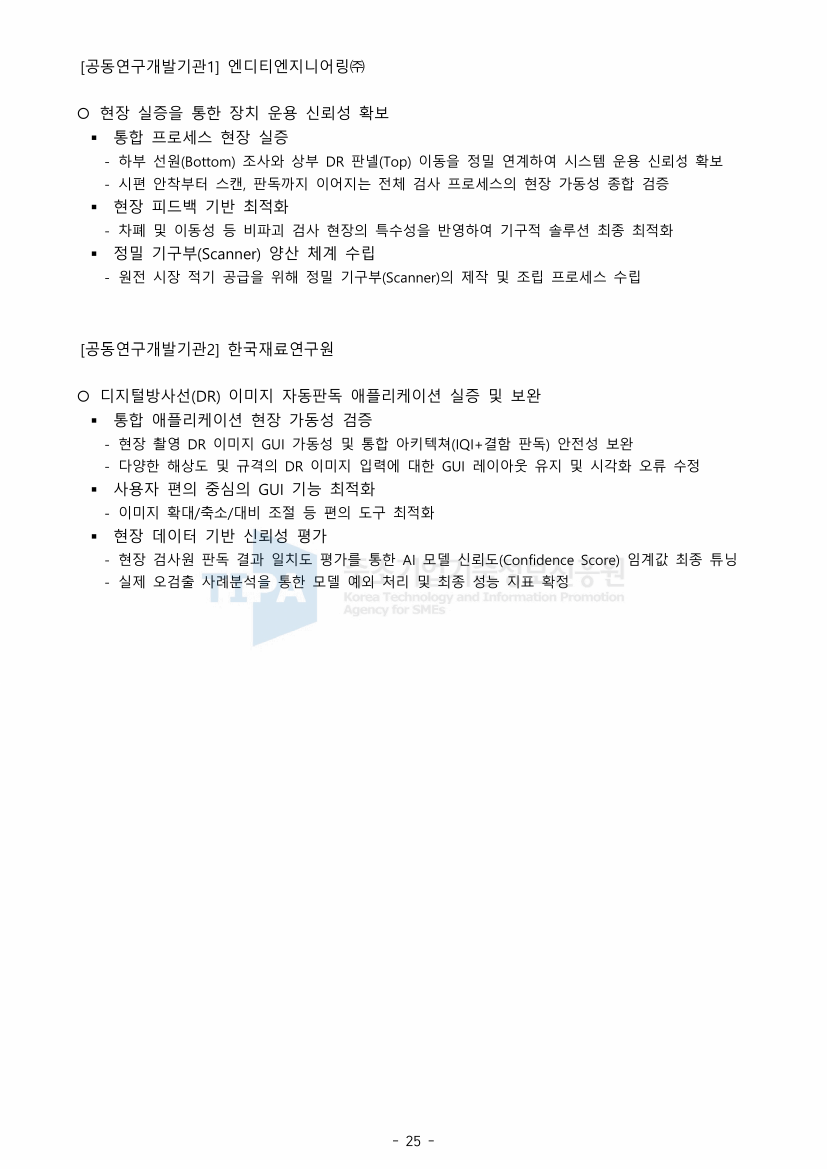 [공동연구개발기관1] 엔디티엔지니어링㈜
○ 현장 실증을 통한 장치 운용 신뢰성 확보
▪ 통합 프로세스 현장 실증
- 하부 선원(Bottom) 조사와 상부 DR 판넬(Top) 이동을 정밀 연계하여 시스템 운용 신뢰성 확보
- 시편 안착부터 스캔, 판독까지 이어지는 전체 검사 프로세스의 현장 가동성 종합 검증
▪ 현장 피드백 기반 최적화
- 차폐 및 이동성 등 비파괴 검사 현장의 특수성을 반영하여 기구적 솔루션 최종 최적화
▪ 정밀 기구부(Scanner) 양산 체계 수립
- 원전 시장 적기 공급을 위해 정밀 기구부(Scanner)의 제작 및 조립 프로세스 수립
[공동연구개발기관2] 한국재료연구원
○ 디지털방사선(DR) 이미지 자동판독 애플리케이션 실증 및 보완
▪ 통합 애플리케이션 현장 가동성 검증
- 현장 촬영 DR 이미지 GUI 가동성 및 통합 아키텍쳐(IQI+결함 판독) 안전성 보완
- 다양한 해상도 및 규격의 DR 이미지 입력에 대한 GUI 레이아웃 유지 및 시각화 오류 수정
▪ 사용자 편의 중심의 GUI 기능 최적화
- 이미지 확대/축소/대비 조절 등 편의 도구 최적화
▪ 현장 데이터 기반 신뢰성 평가
- 현장 검사원 판독 결과 일치도 평가를 통한 AI 모델 신뢰도(Confidence Score) 임계값 최종 튜닝
- 실제 오검출 사례분석을 통한 모델 예외 처리 및 최종 성능 지표 확정
TIPA
Korea Technology and Information Promotion
Agency for SMEs
- 25 -